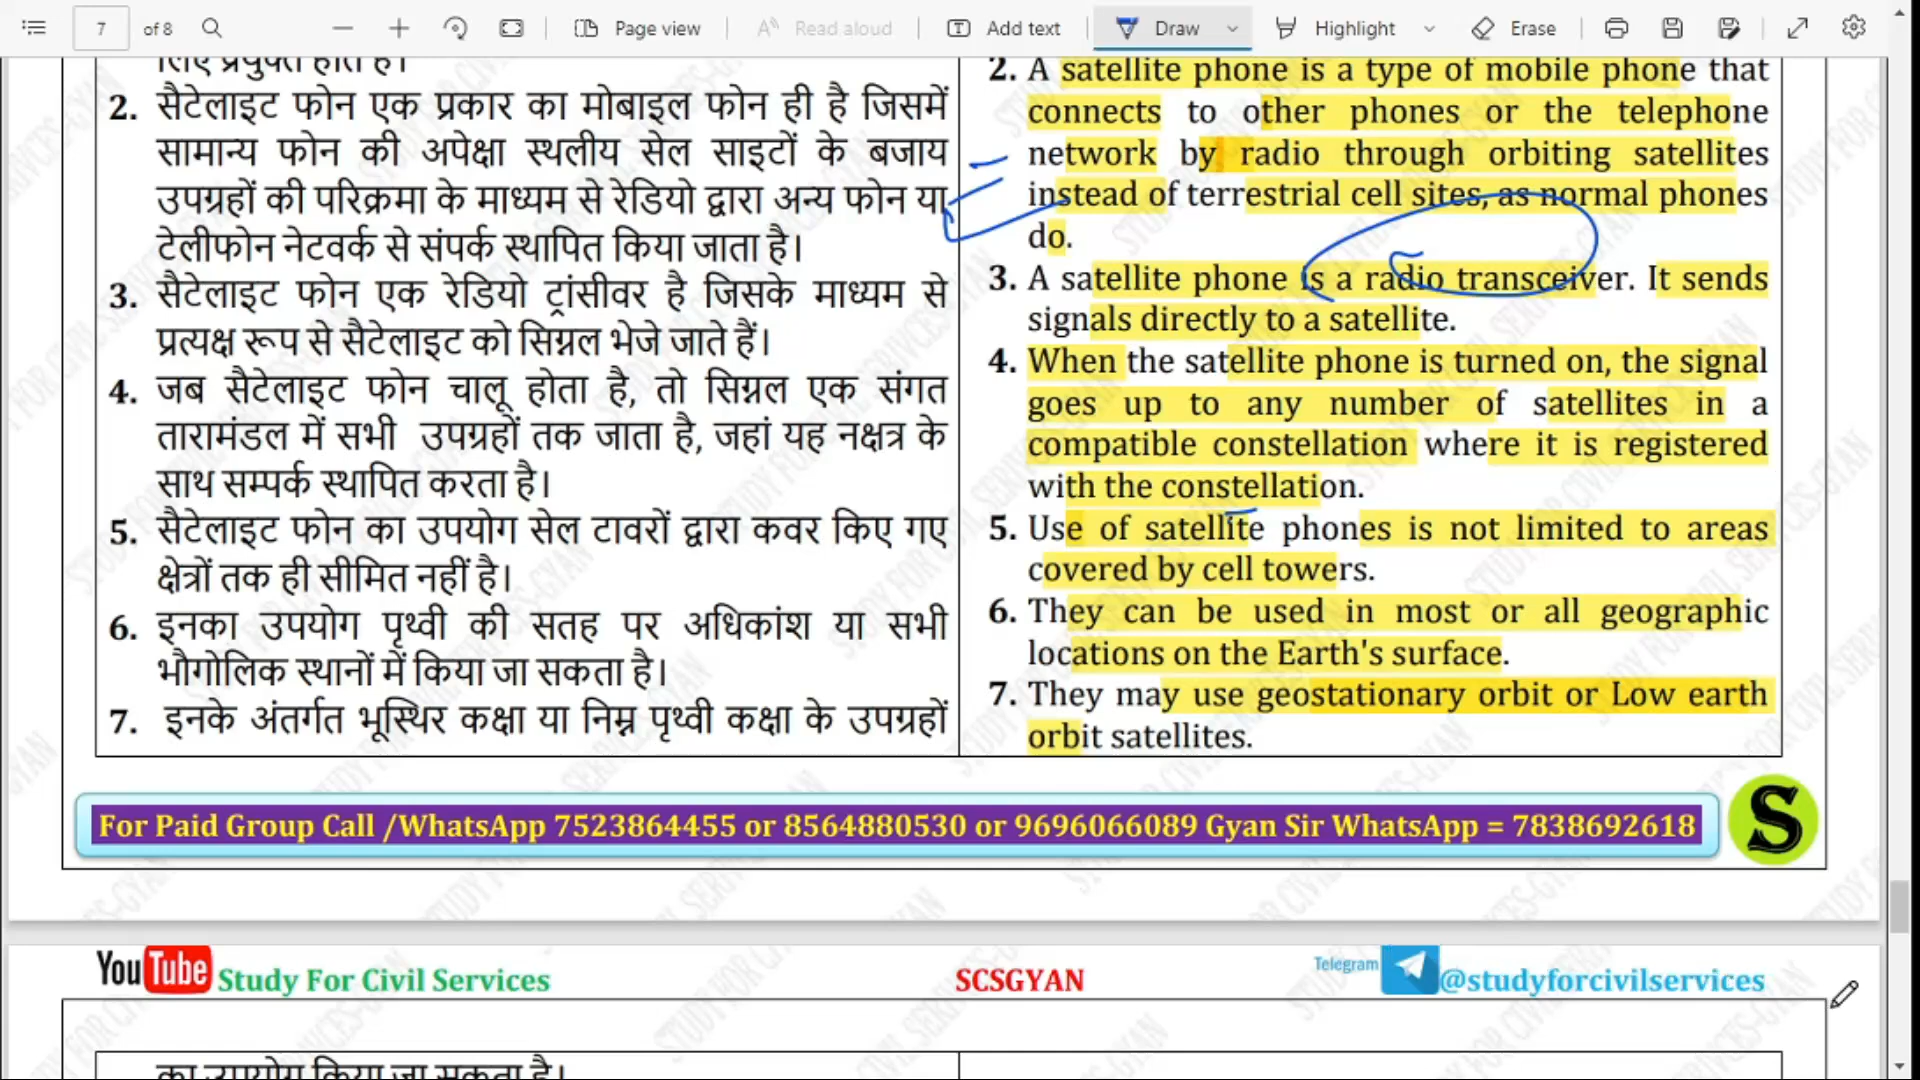 7 of 8 Page view Read aloud Add text Draw Highlight Erase
लिए प्रयुक्त होते हैं।
2. सैटेलाइट फोन एक प्रकार का मोबाइल फोन ही है जिसमें
सामान्य फोन की अपेक्षा स्थलीय सेल साइटों के बजाय
उपग्रहों की परिक्रमा के माध्यम से रेडियो द्वारा अन्य फोन या
टेलीफोन नेटवर्क से संपर्क स्थापित किया जाता है।
3. सैटेलाइट फोन एक रेडियो ट्रांसीवर है जिसके माध्यम से
प्रत्यक्ष रूप से सैटेलाइट को सिग्नल भेजे जाते हैं।
4. जब सैटेलाइट फोन चालू होता है, तो सिग्नल एक संगत
तारामंडल में सभी उपग्रहों तक जाता है, जहां यह नक्षत्र के
साथ सम्पर्क स्थापित करता है।
5. सैटेलाइट फोन का उपयोग सेल टावरों द्वारा कवर किए गए
क्षेत्रों तक ही सीमित नहीं है।
6. इनका उपयोग पृथ्वी की सतह पर अधिकांश या सभी
भौगोलिक स्थानों में किया जा सकता है।
7. इनके अंतर्गत भूस्थिर कक्षा या निम्न पृथ्वी कक्षा के उपग्रहों
2. A satellite phone is a type of mobile phone that
connects to other phones or the telephone
network by radio through orbiting satellites
instead of terrestrial cell sites, as normal phones
do.
3. A satellite phone is a radio transceiver. It sends
signals directly to a satellite.
4. When the satellite phone is turned on, the signal
goes up to any number of satellites in a
compatible constellation where it is registered
with the constellation.
5. Use of satellite phones is not limited to areas
covered by cell towers.
6. They can be used in most or all geographic
locations on the Earth's surface.
7. They may use geostationary orbit or Low earth
orbit satellites.
For Paid Group Call /WhatsApp 7523864455 or 8564880530 or 9696066089 Gyan Sir WhatsApp = 7838692618
S
YouTube Study For Civil Services SCSGYAN Telegram @studyforcivilservices
का उपयोग किया जा सकता है।